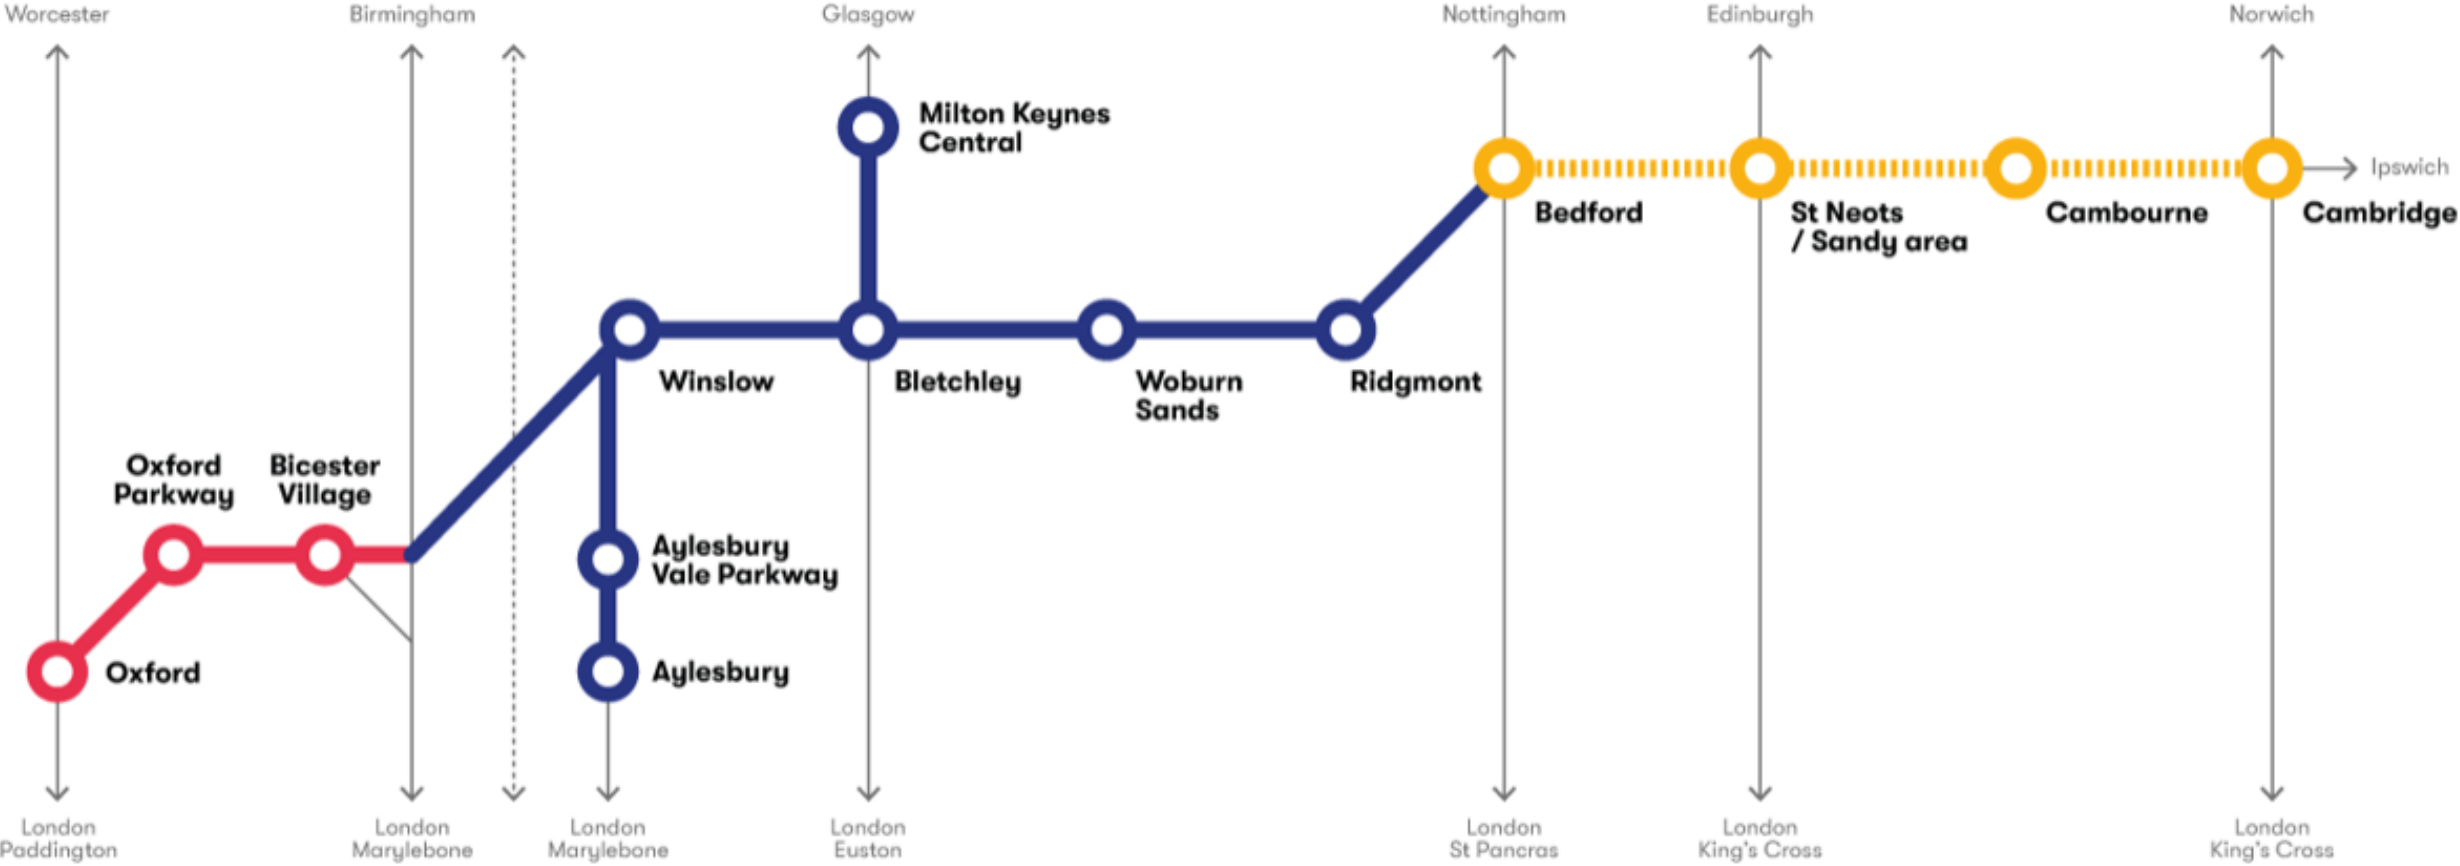 Worcester
Birmingham
Glasgow
Nottingham
Edinburgh
Norwich
Milton Keynes
Central
Ipswich
Bedford
St Neots
/ Sandy area
Cambourne
Cambridge
Winslow
Bletchley
Woburn
Sands
Ridgmont
Oxford
Parkway
Bicester
Village
Aylesbury
Vale Parkway
Oxford
Aylesbury
London
Paddington
London
Marylebone
London
Marylebone
London
Euston
London
St Pancras
London
King's Cross
London
King's Cross